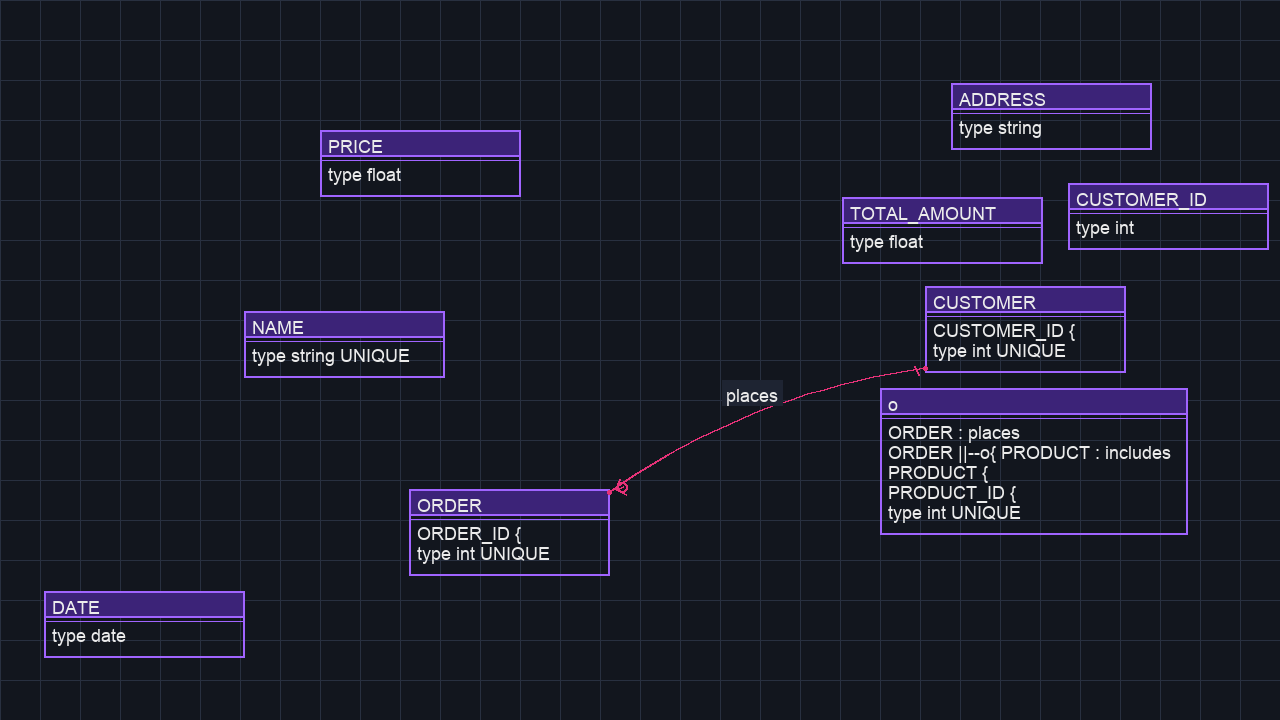 ADDRESS
type string
PRICE
type float
CUSTOMER_ID
type int
TOTAL_AMOUNT
type float
CUSTOMER
CUSTOMER_ID {
type int UNIQUE
NAME
type string UNIQUE
places
o
ORDER : places
ORDER ||--o{ PRODUCT : includes
PRODUCT {
PRODUCT_ID {
type int UNIQUE
ORDER
ORDER_ID {
type int UNIQUE
DATE
type date